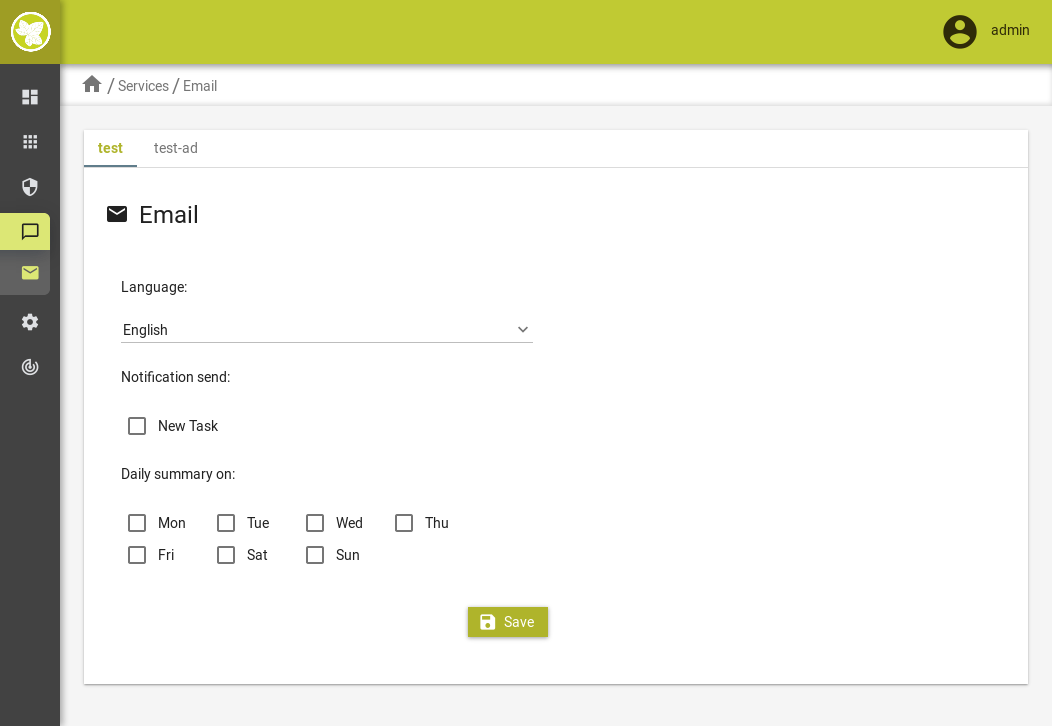 admin
/ Services / Email
test test-ad
Email
Language:
English
Notification send:
New Task
Daily summary on:
Mon Tue Wed Thu
Fri Sat Sun
Save